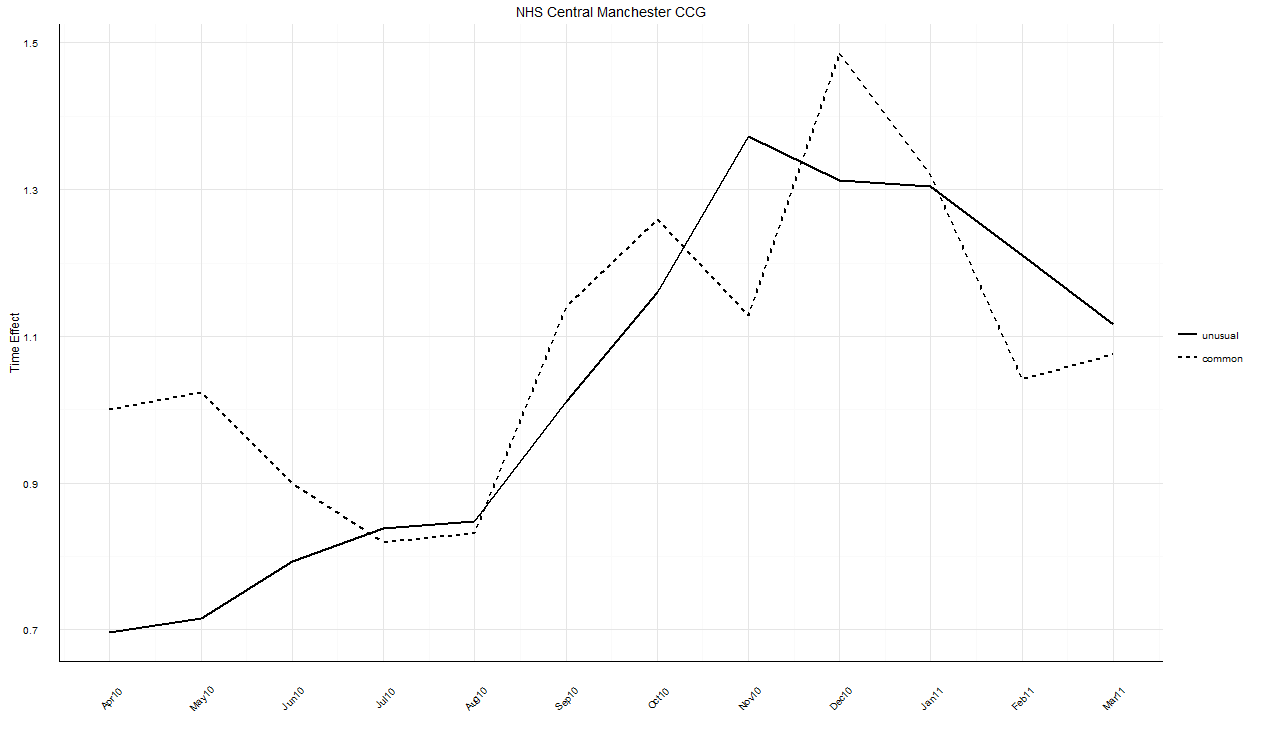 NHS Central Manchester CCG
1.5
1.3
1.1
0.9
0.7
Time Effect
Apr10
May10
Jun10
Jul10
Aug10
Sep10
Oct10
Nov10
Dec10
Jan11
Feb11
Mar11
unusual
common